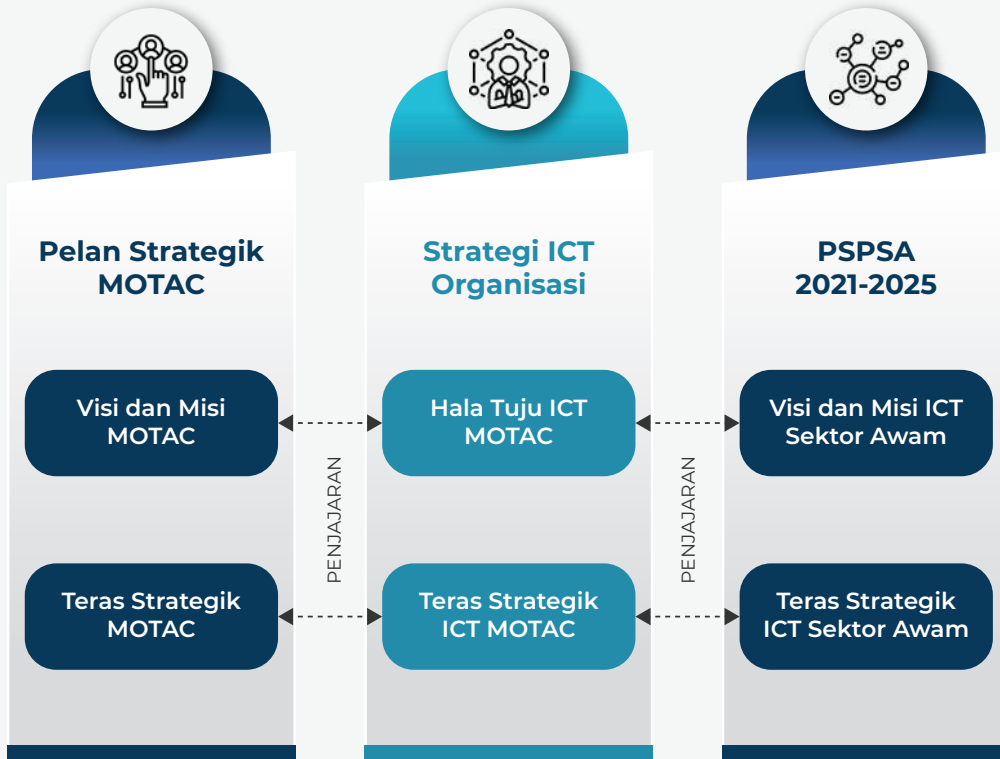 Pelan Strategik
MOTAC
Visi dan Misi
MOTAC
Teras Strategik
MOTAC
PENJAJARAN
Strategi ICT
Organisasi
Hala Tuju ICT
MOTAC
Teras Strategik
ICT MOTAC
PENJAJARAN
PSPSA
2021-2025
Visi dan Misi ICT
Sektor Awam
Teras Strategik
ICT Sektor Awam